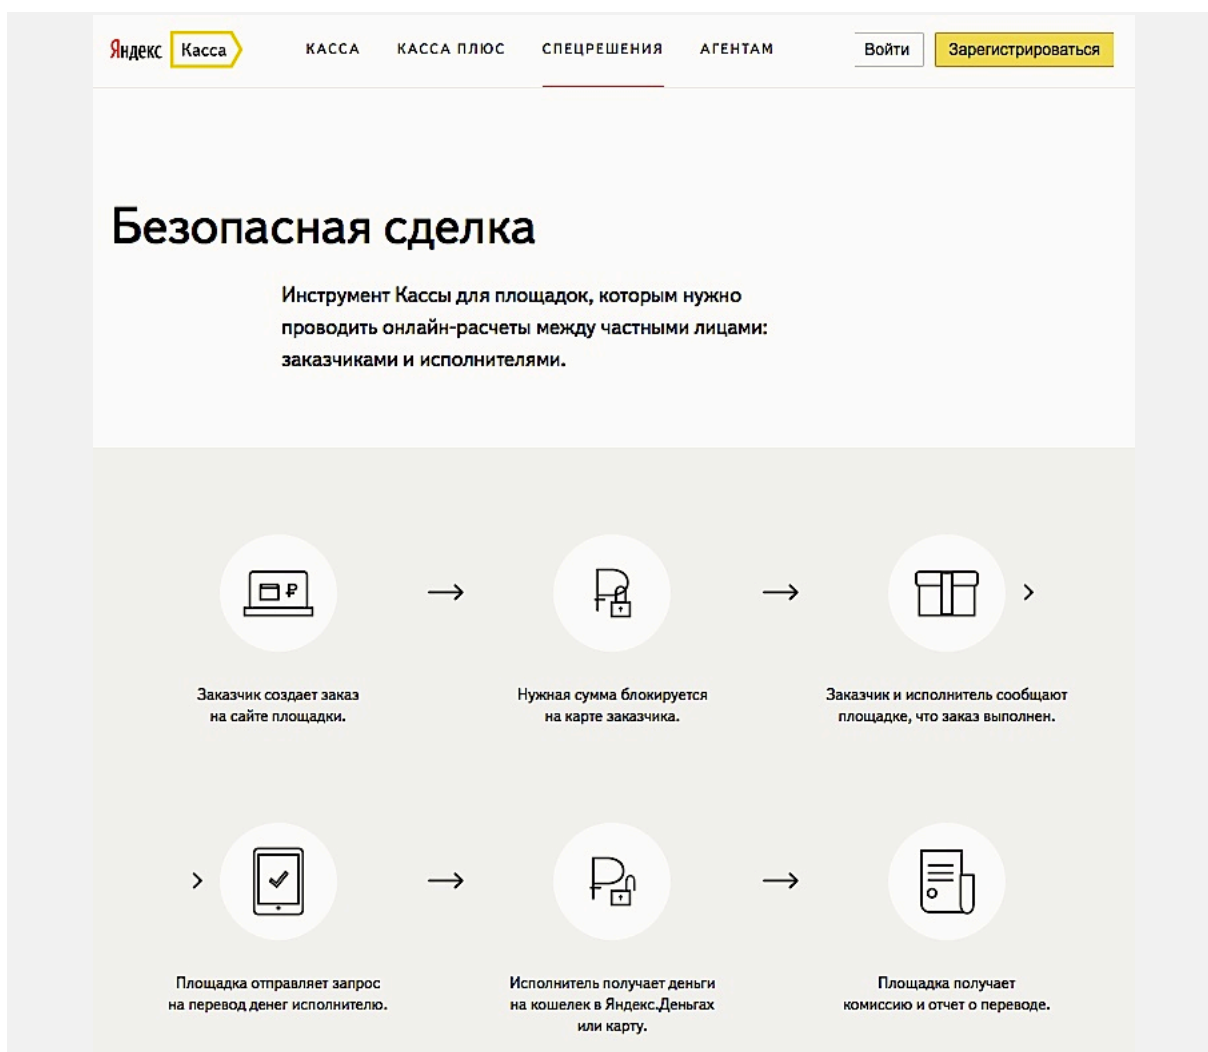 Яндекс Касса КАССА КАССА ПЛЮС СПЕЦРЕШЕНИЯ АГЕНТАМ Войти Зарегистрироваться
Безопасная сделка
Инструмент Кассы для площадок, которым нужно
проводить онлайн-расчеты между частными лицами:
заказчиками и исполнителями.
Заказчик создает заказ
на сайте площадки.
Нужная сумма блокируется
на карте заказчика.
Заказчик и исполнитель сообщают
площадке, что заказ выполнен.
Площадка отправляет запрос
на перевод денег исполнителю.
Исполнитель получает деньги
на кошелек в Яндекс.Деньгах
или карту.
Площадка получает
комиссию и отчет о переводе.